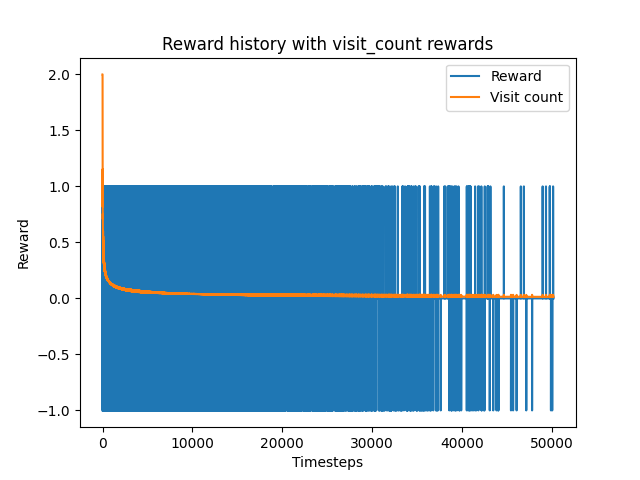 Reward history with visit_count rewards
Reward
Visit count
2.0
1.5
1.0
0.5
0.0
−0.5
−1.0
Reward
0
10000
20000
30000
40000
50000
Timesteps